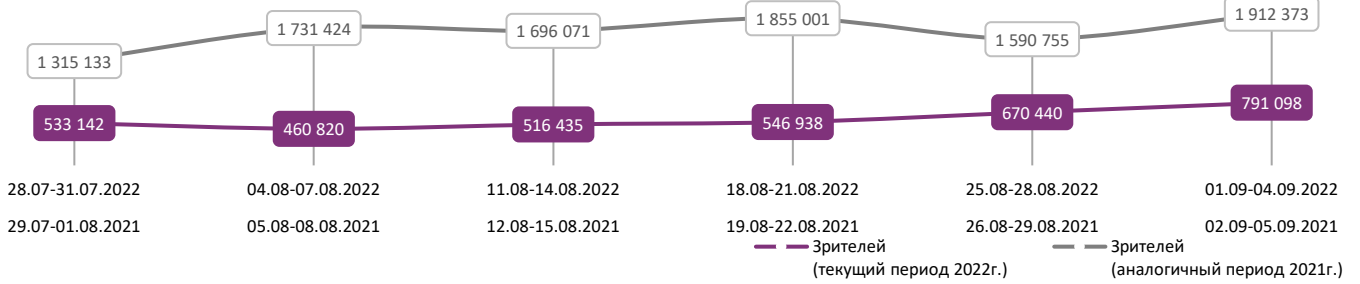 1 315 133
1 731 424
1 696 071
1 855 001
1 590 755
1 912 373
533 142
460 820
516 435
546 938
670 440
791 098
28.07-31.07.2022
04.08-07.08.2022
11.08-14.08.2022
18.08-21.08.2022
25.08-28.08.2022
01.09-04.09.2022
29.07-01.08.2021
05.08-08.08.2021
12.08-15.08.2021
19.08-22.08.2021
26.08-29.08.2021
02.09-05.09.2021
Зрителей
(текущий период 2022г.)
Зрителей
(аналогичный период 2021г.)